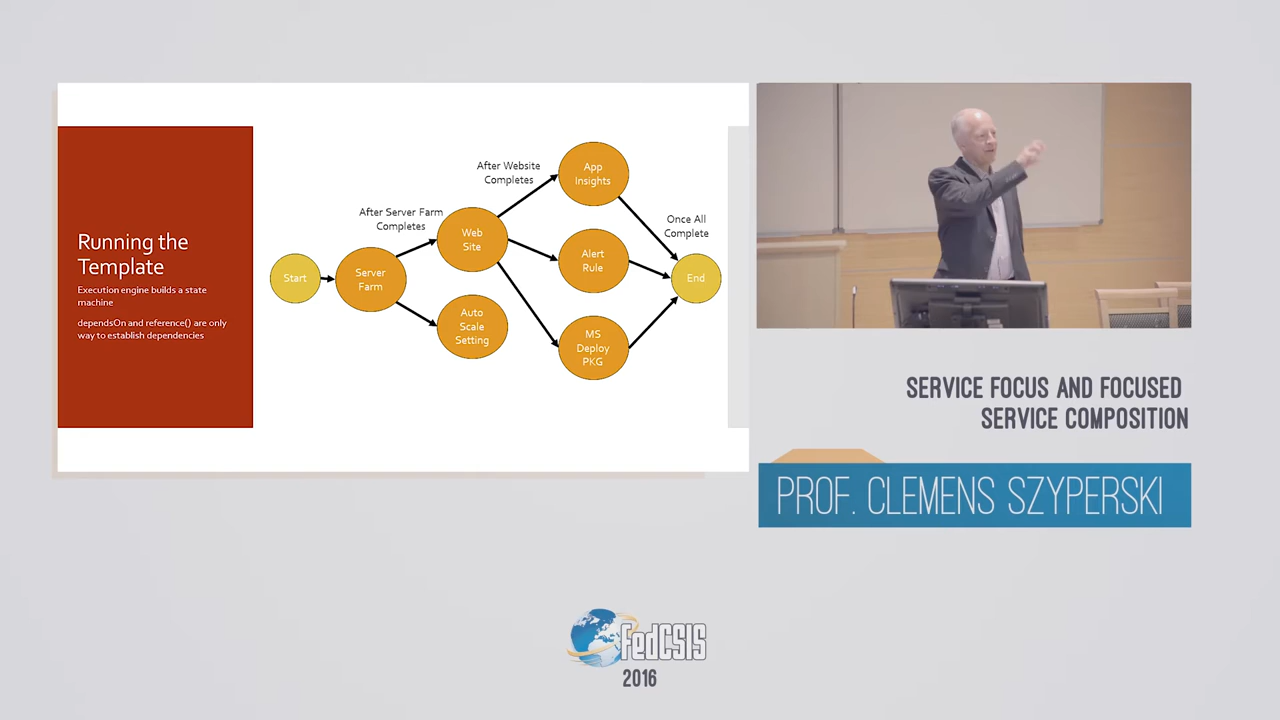 Running the
Template
Execution engine builds a state
machine
dependsOn and reference() are only
way to establish dependencies
Start
Server
Farm
After Server Farm
Completes
Web
Site
Auto
Scale
Setting
After Website
Completes
App
Insights
Alert
Rule
MS
Deploy
PKG
Once All
Complete
End
SERVICE FOCUS AND FOCUSED
SERVICE COMPOSITION
PROF. CLEMENS SZYPERSKI
FedCSIS
2016